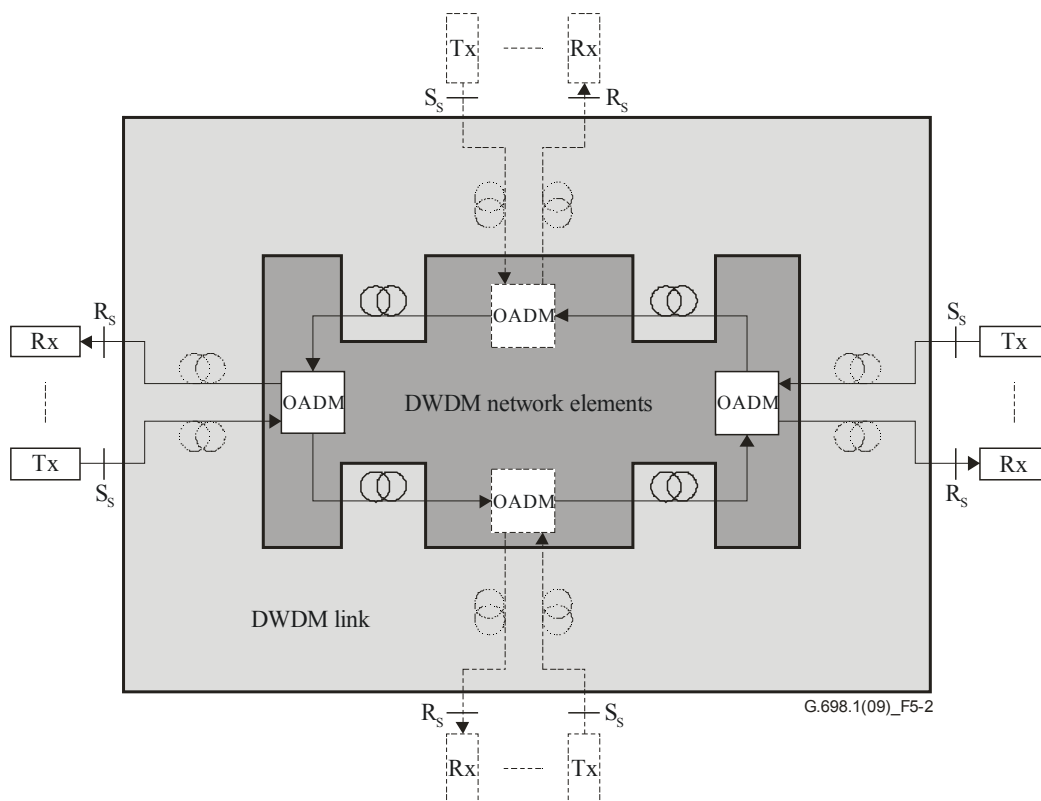 Tx
Rx
S_S
R_S
R_S
S_S
Rx
Tx
OADM
OADM
DWDM network elements
OADM
Tx
Rx
S_S
R_S
OADM
DWDM link
G.698.1(09)_F5-2
R_S
S_S
Rx
Tx